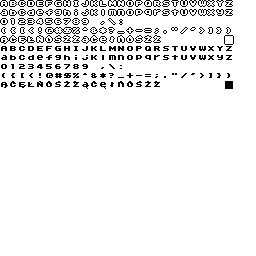 ABCDEFGHIJKLMNOPQRSTUVWXYZ
abcdefghijklmnopqrstuvwxyz
0123456789 ,\:
({[<!@#$%^&*?_+-=;."/')]})
ĄĆĘŁŃÓŚŹŻąćęłńóśźż
ABCDEFGHIJKLMNOPQRSTUVWXYZ
abcdefghijklmnopqrstuvwxyz
0123456789 ,\:
({[<!@#$%^&*?_+-=;."/')]})
ĄĆĘŁŃÓŚŹŻąćęłńóśźż